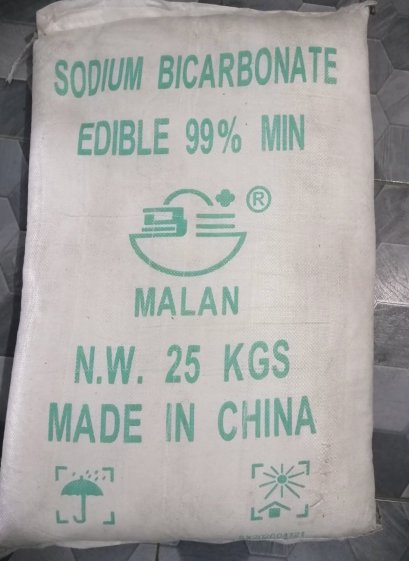 SODIUM BICARBONATE
EDIBLE 99% MIN
®
MALAN
N.W. 25 KGS
MADE IN CHINA